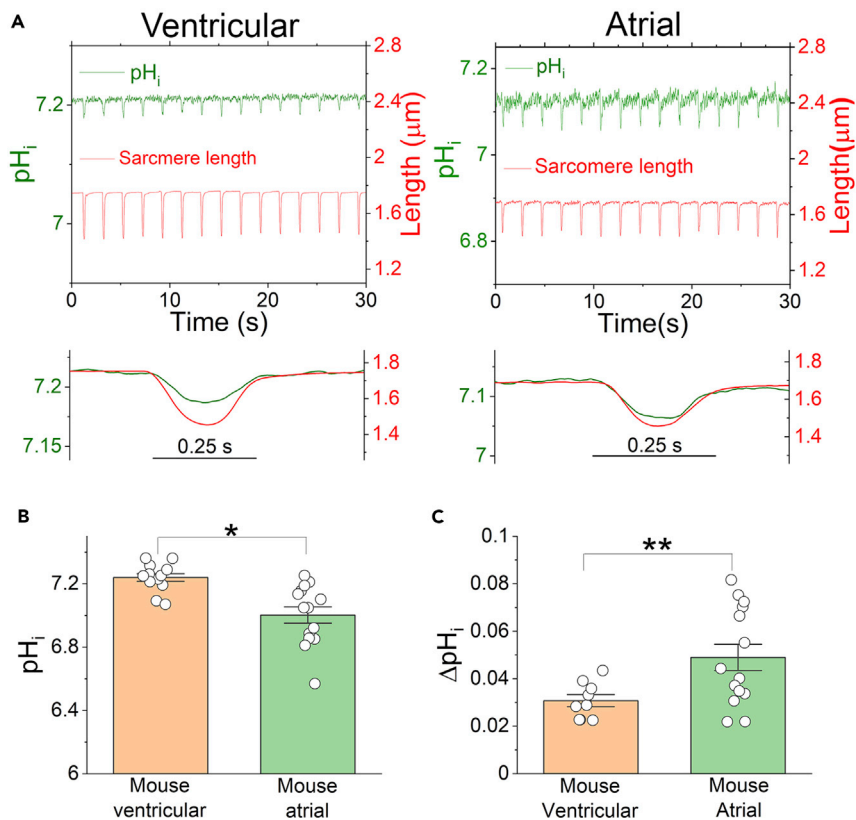 A
Ventricular
pHi
Sarcmere length
7.2
7
pHi
2.8
2.4
2
1.8
1.6
1.2
Length (μm)
0
10
20
30
Time (s)
Atrial
pHi
Sarcomere length
7.2
7
6.8
pHi
2.8
2.4
2
1.6
1.2
Length(μm)
0
10
20
30
Time(s)
7.2
7.15
1.8
1.6
1.4
0.25 s
7.1
7
1.8
1.6
1.4
0.25 s
B
*
7.2
6.8
6.4
6
pHi
Mouse
ventricular
Mouse
atrial
C
**
0.1
0.08
0.06
0.04
0.02
0
ΔpHi
Mouse
Ventricular
Mouse
Atrial